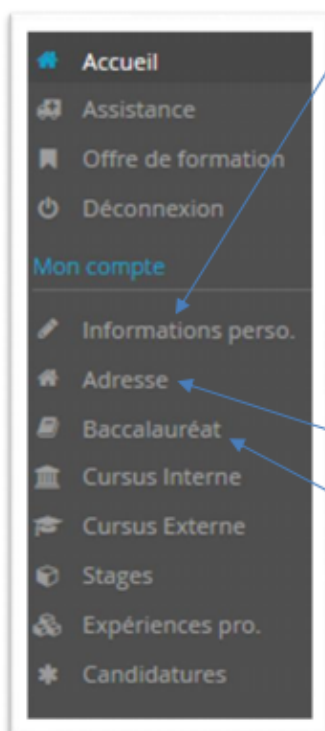 Accueil
Assistance
Offre de formation
Déconnexion
Mon compte
Informations perso.
Adresse
Baccalauréat
Cursus Interne
Cursus Externe
Stages
Expériences pro.
Candidatures